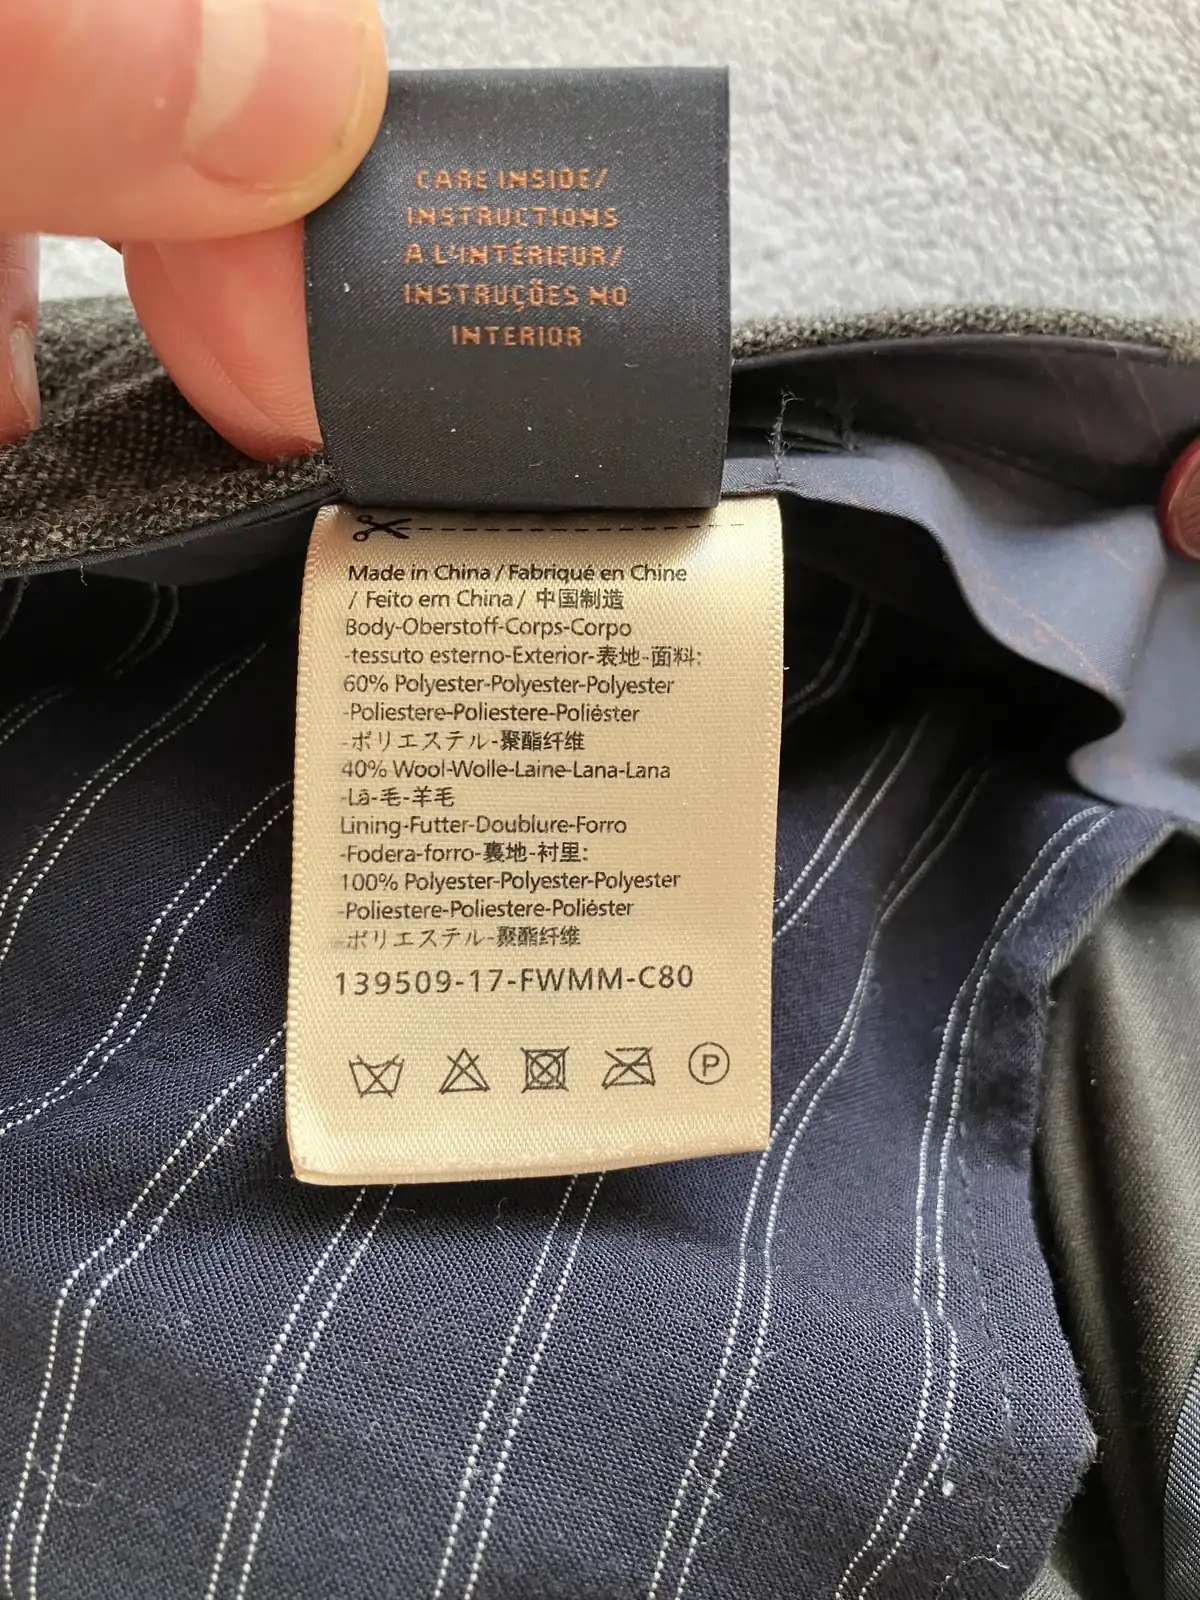 CARE INSIDE/
INSTRUCTIONS
A L'INTÉRIEUR/
INSTRUÇÕES NO
INTERIOR
Made in China / Fabriqué en Chine
/ Feito em China / 中国制造
Body-Oberstoff-Corps-Corpo
-tessuto esterno-Exterior-表地-面料:
60% Polyester-Polyester-Polyester
-Poliestere-Poliestere-Poliéster
-ポリエステル-聚酯纤维
40% Wool-Wolle-Laine-Lana-Lana
-Lã-毛-羊毛
Lining-Futter-Doublure-Forro
-Fodera-forro-裏地-衬里:
100% Polyester-Polyester-Polyester
-Poliestere-Poliestere-Poliéster
-ポリエステル-聚酯纤维
139509-17-FWMM-C80
P